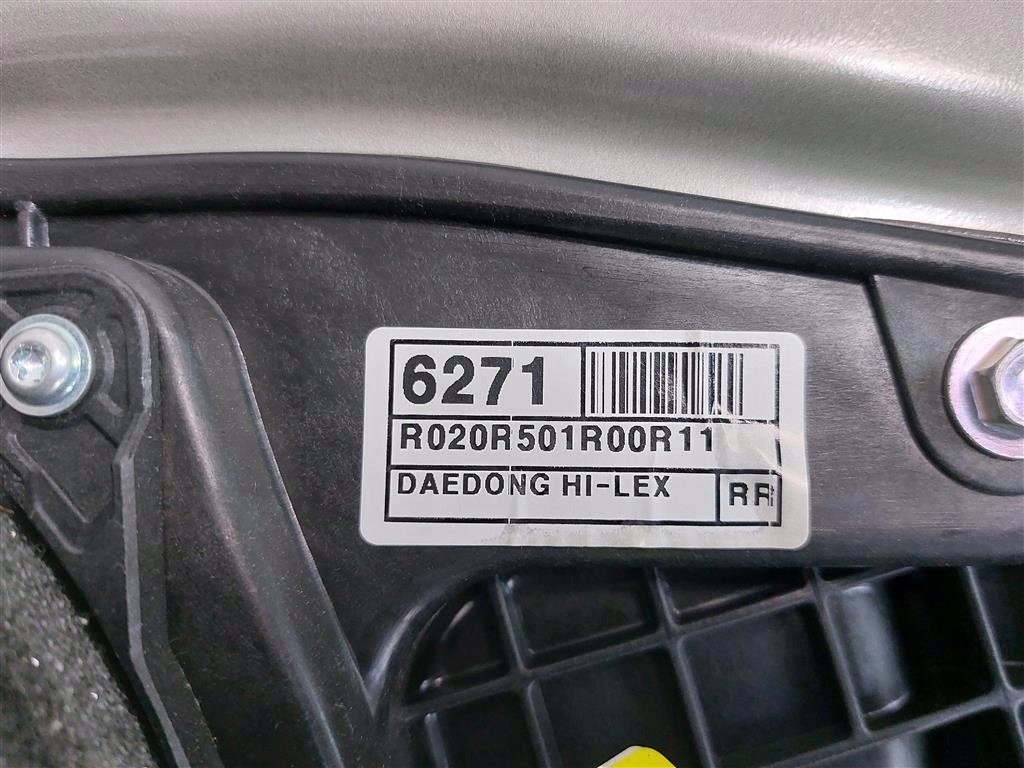 6271
R020R501R00R11
DAEDONG HI-LEX
RR